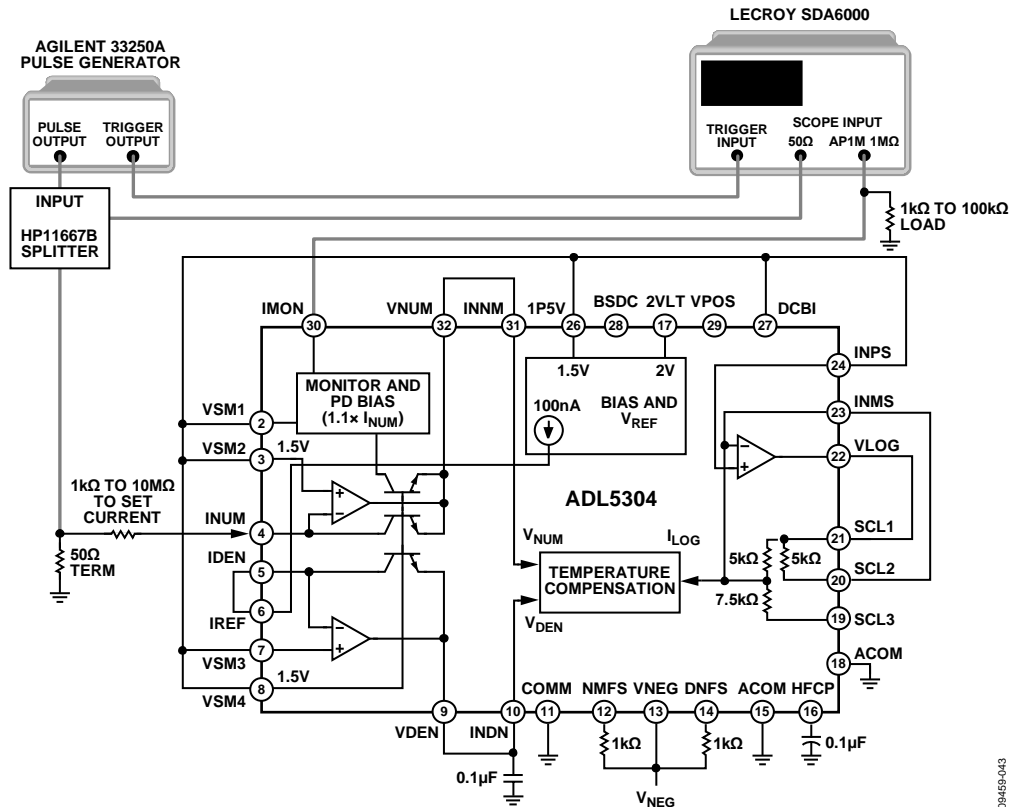 LECROY SDA6000
AGILENT 33250A
PULSE GENERATOR
PULSE
OUTPUT
TRIGGER
OUTPUT
TRIGGER
INPUT
SCOPE INPUT
50Ω
AP1M 1MΩ
INPUT
HP11667B
SPLITTER
1kΩ TO 100kΩ
LOAD
IMON
VNUM
INNM
1P5V
BSDC
2VLT
VPOS
DCBI
30
32
31
26
28
17
29
27
INPS
24
MONITOR AND
PD BIAS
(1.1× INUM)
1.5V
2V
100nA
BIAS AND
VREF
INMS
23
VSM1
2
VSM2
3
1.5V
VLOG
22
1kΩ TO 10MΩ
TO SET
CURRENT
INUM
4
ADL5304
50Ω
TERM
IDEN
5
VNUM
ILOG
SCL1
21
5kΩ
5kΩ
TEMPERATURE
COMPENSATION
SCL2
20
IREF
6
7.5kΩ
VDEN
SCL3
19
VSM3
7
1.5V
VSM4
8
ACOM
18
COMM
NMFS
VNEG
DNFS
ACOM
HFCP
9
10
11
12
13
14
15
16
VDEN
INDN
1kΩ
1kΩ
0.1µF
0.1µF
VNEG
09459-043